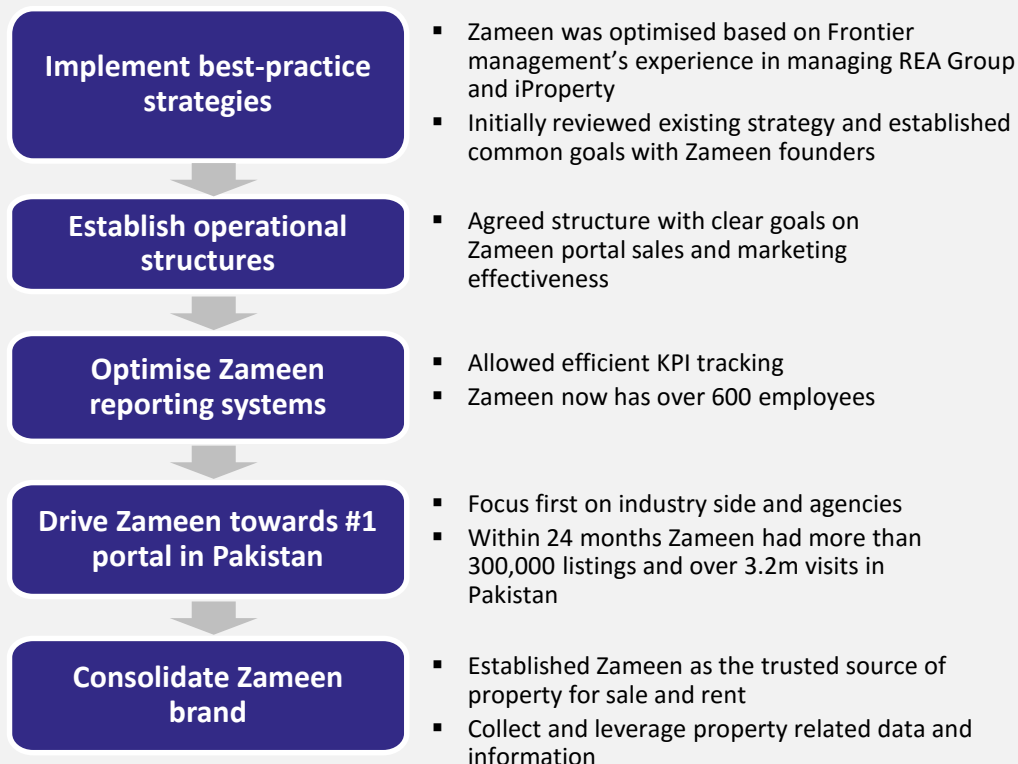 Implement best-practice
strategies
▪ Zameen was optimised based on Frontier
management’s experience in managing REA Group
and iProperty
▪ Initially reviewed existing strategy and established
common goals with Zameen founders
Establish operational
structures
▪ Agreed structure with clear goals on
Zameen portal sales and marketing
effectiveness
Optimise Zameen
reporting systems
▪ Allowed efficient KPI tracking
▪ Zameen now has over 600 employees
Drive Zameen towards #1
portal in Pakistan
▪ Focus first on industry side and agencies
▪ Within 24 months Zameen had more than
300,000 listings and over 3.2m visits in
Pakistan
Consolidate Zameen
brand
▪ Established Zameen as the trusted source of
property for sale and rent
▪ Collect and leverage property related data and
information